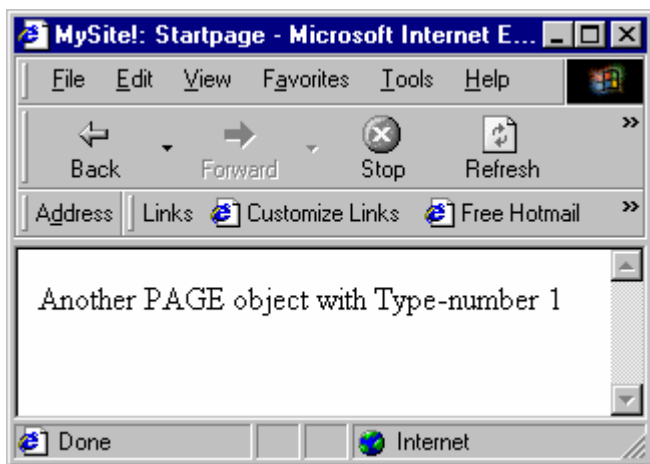 MySite!: Startpage - Microsoft Internet E...
File Edit View Favorites Tools Help
Back Forward Stop Refresh »
Address Links Customize Links Free Hotmail »
Another PAGE object with Type-number 1
Done Internet